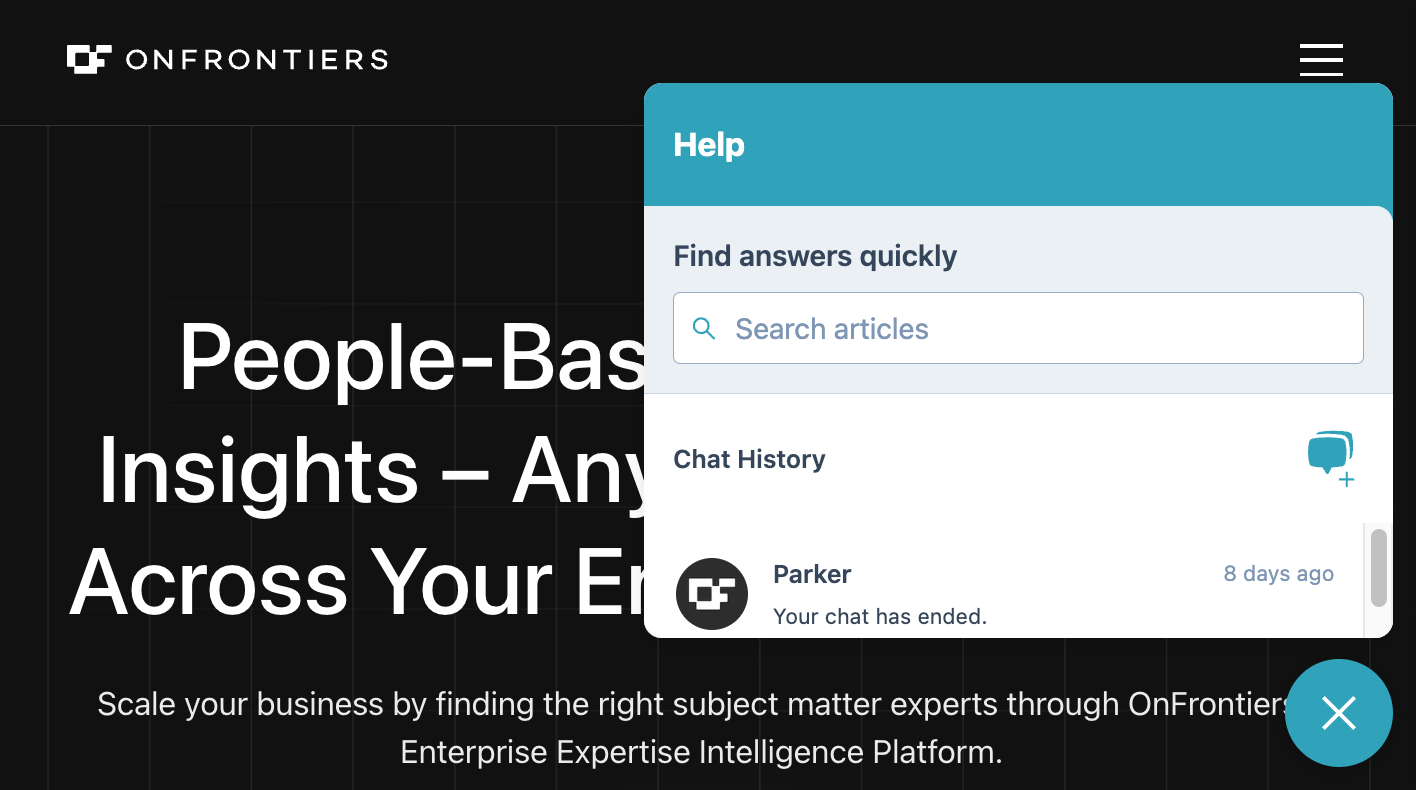 ONFRONTIERS
Help
Find answers quickly
Search articles
Chat History
Parker
8 days ago
Your chat has ended.
People-Bas
Insights – Any
Across Your
Scale your business by finding the right subject matter experts through OnFrontiers
Enterprise Expertise Intelligence Platform.